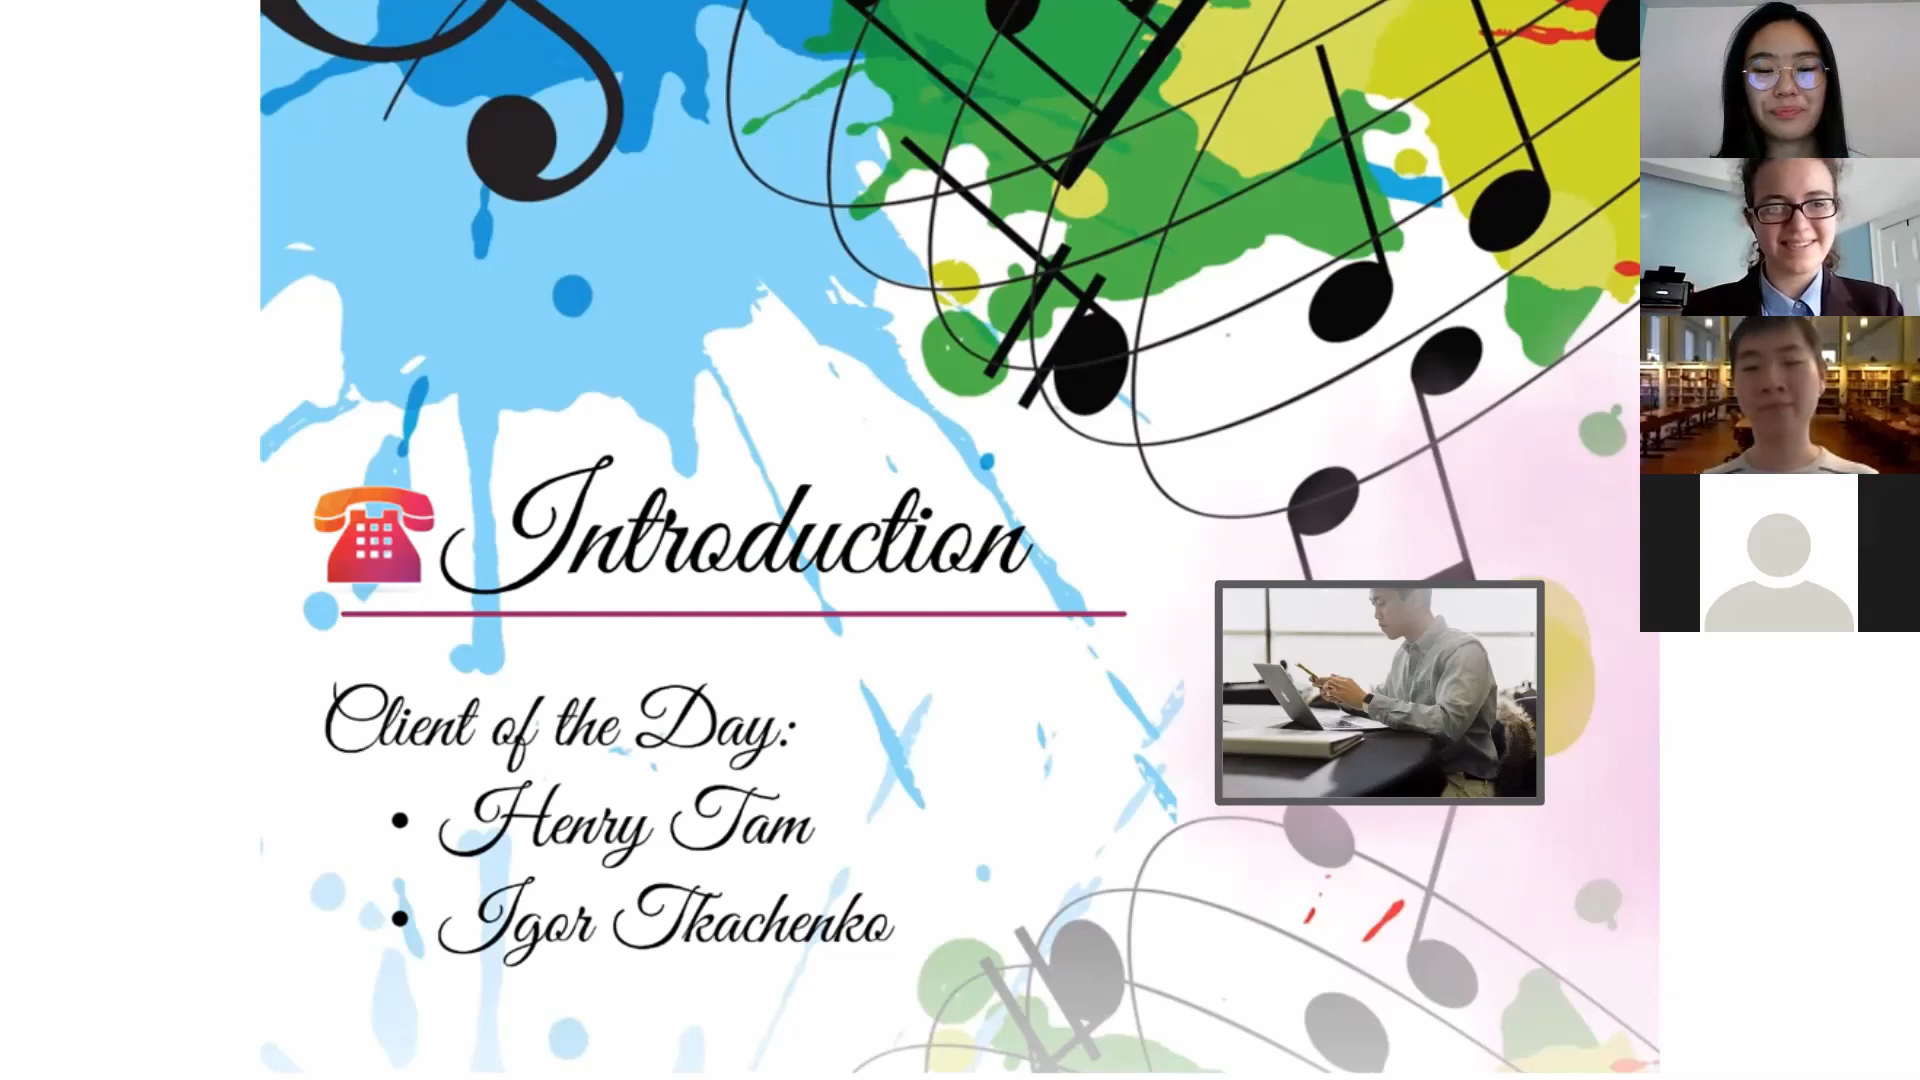 Introduction
Client of the Day:
• Henry Tam
• Igor Tkachenko